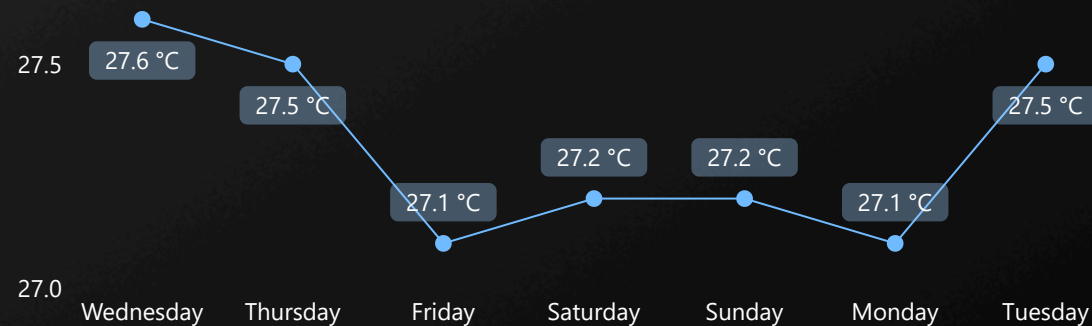 27.5
27.6 °C
27.5 °C
27.1 °C
27.2 °C
27.2 °C
27.1 °C
27.5 °C
27.0
Wednesday Thursday Friday Saturday Sunday Monday Tuesday